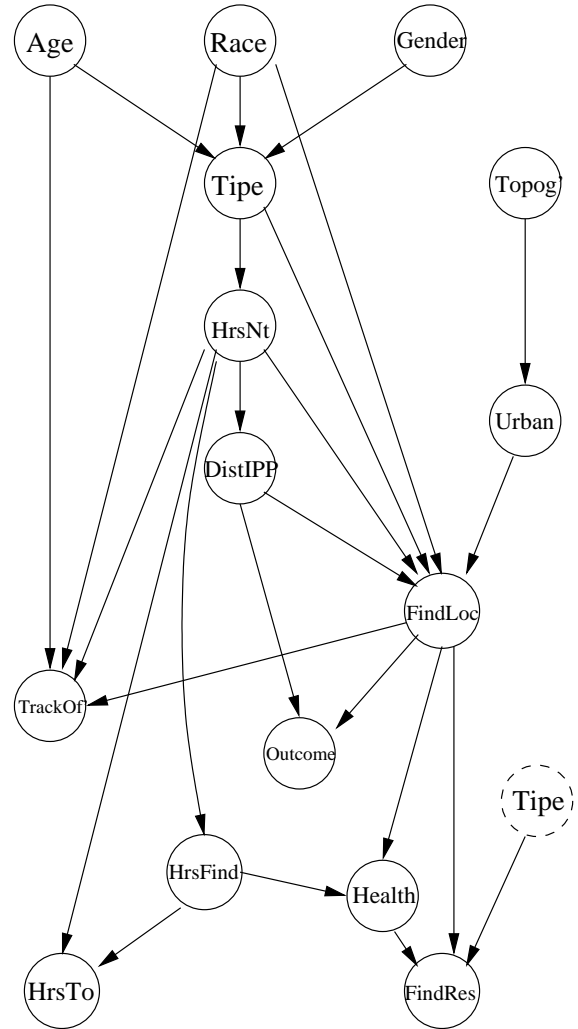 Age
Race
Gender
Tipe
Topog'
HrsNt
Urban
DistIPP
FindLoc
TrackOf
Outcome
Tipe
HrsFind
Health
HrsTo
FindRes